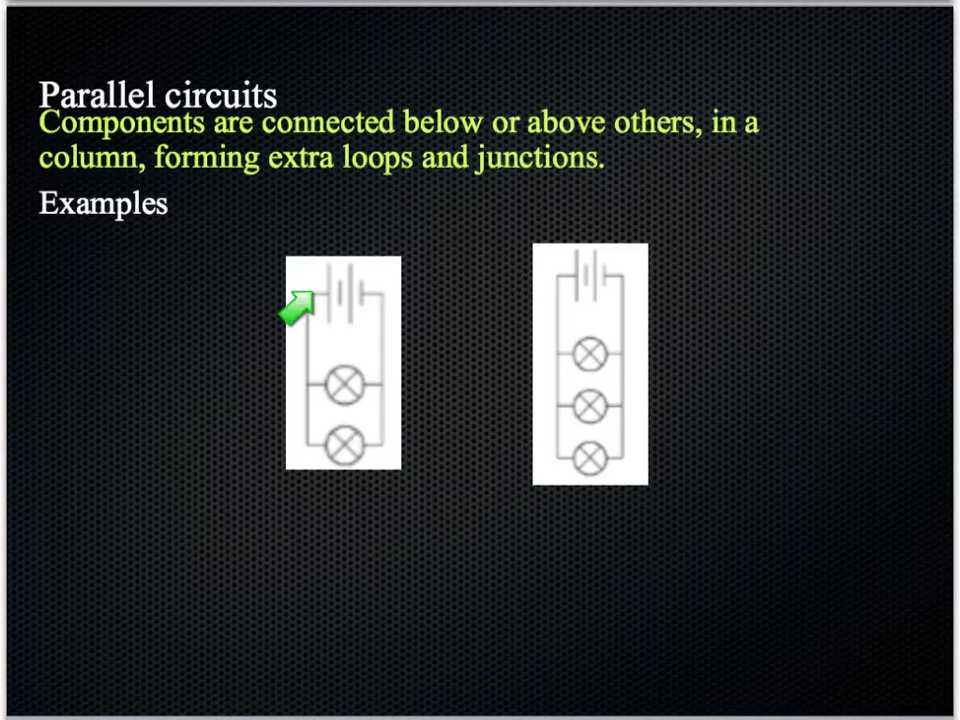 Parallel circuits
Components are connected below or above others, in a
column, forming extra loops and junctions.
Examples